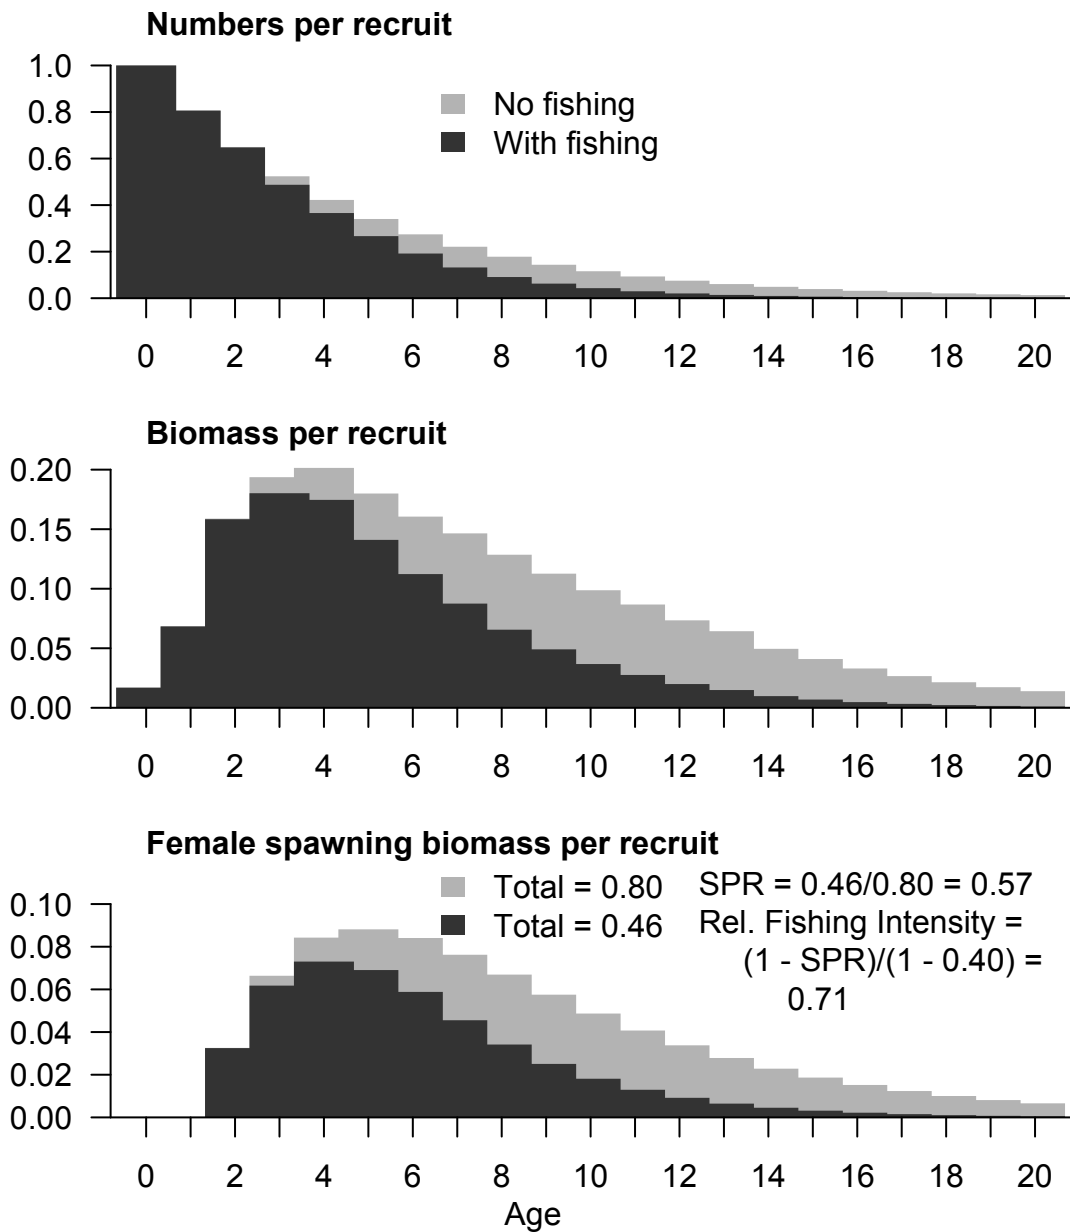 Numbers per recruit
1.0
0.8
0.6
0.4
0.2
0.0
No fishing
With fishing
0 2 4 6 8 10 12 14 16 18 20
Biomass per recruit
0.20
0.15
0.10
0.05
0.00
0 2 4 6 8 10 12 14 16 18 20
Female spawning biomass per recruit
Total = 0.80
Total = 0.46
SPR = 0.46/0.80 = 0.57
Rel. Fishing Intensity =
(1 - SPR)/(1 - 0.40) =
0.71
0.10
0.08
0.06
0.04
0.02
0.00
0 2 4 6 8 10 12 14 16 18 20
Age